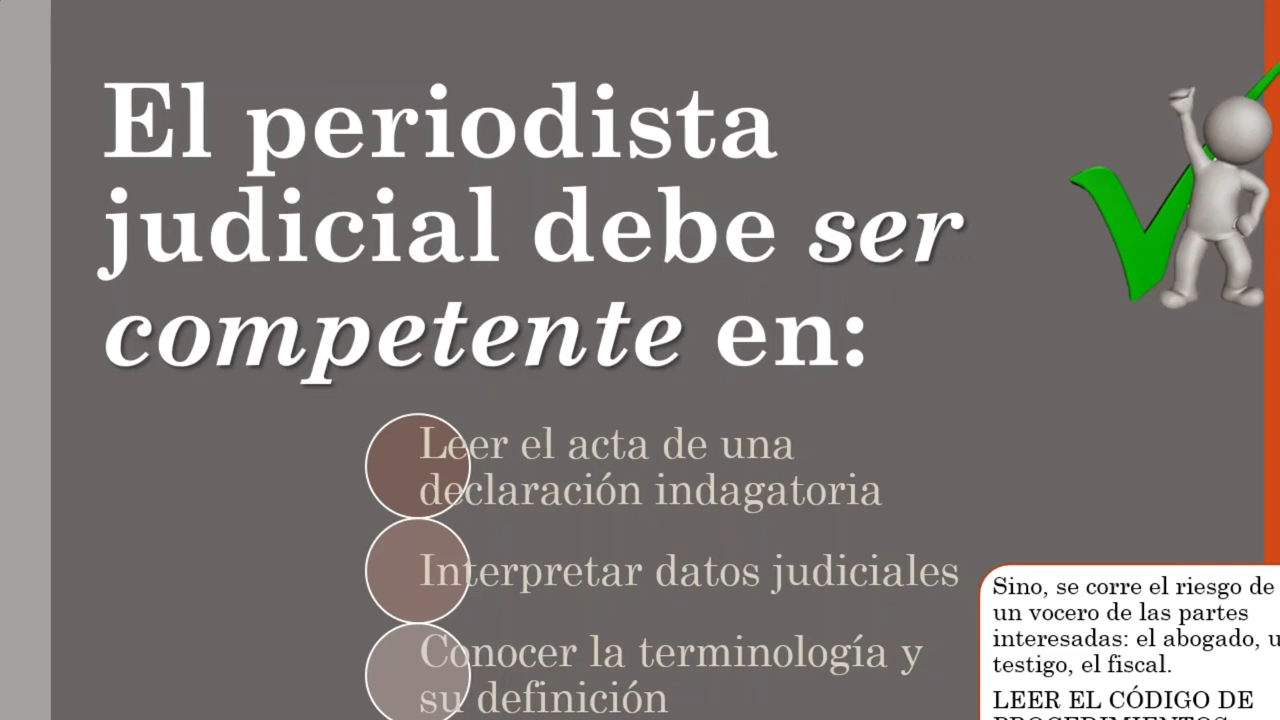 El periodista
judicial debe ser
competente en:
Leer el acta de una
declaración indagatoria
Interpretar datos judiciales
Conocer la terminología y
su definición
Sino, se corre el riesgo de
un vocero de las partes
interesadas: el abogado, u
testigo, el fiscal.
LEER EL CÓDIGO DE
PROCEDIMIENTOS